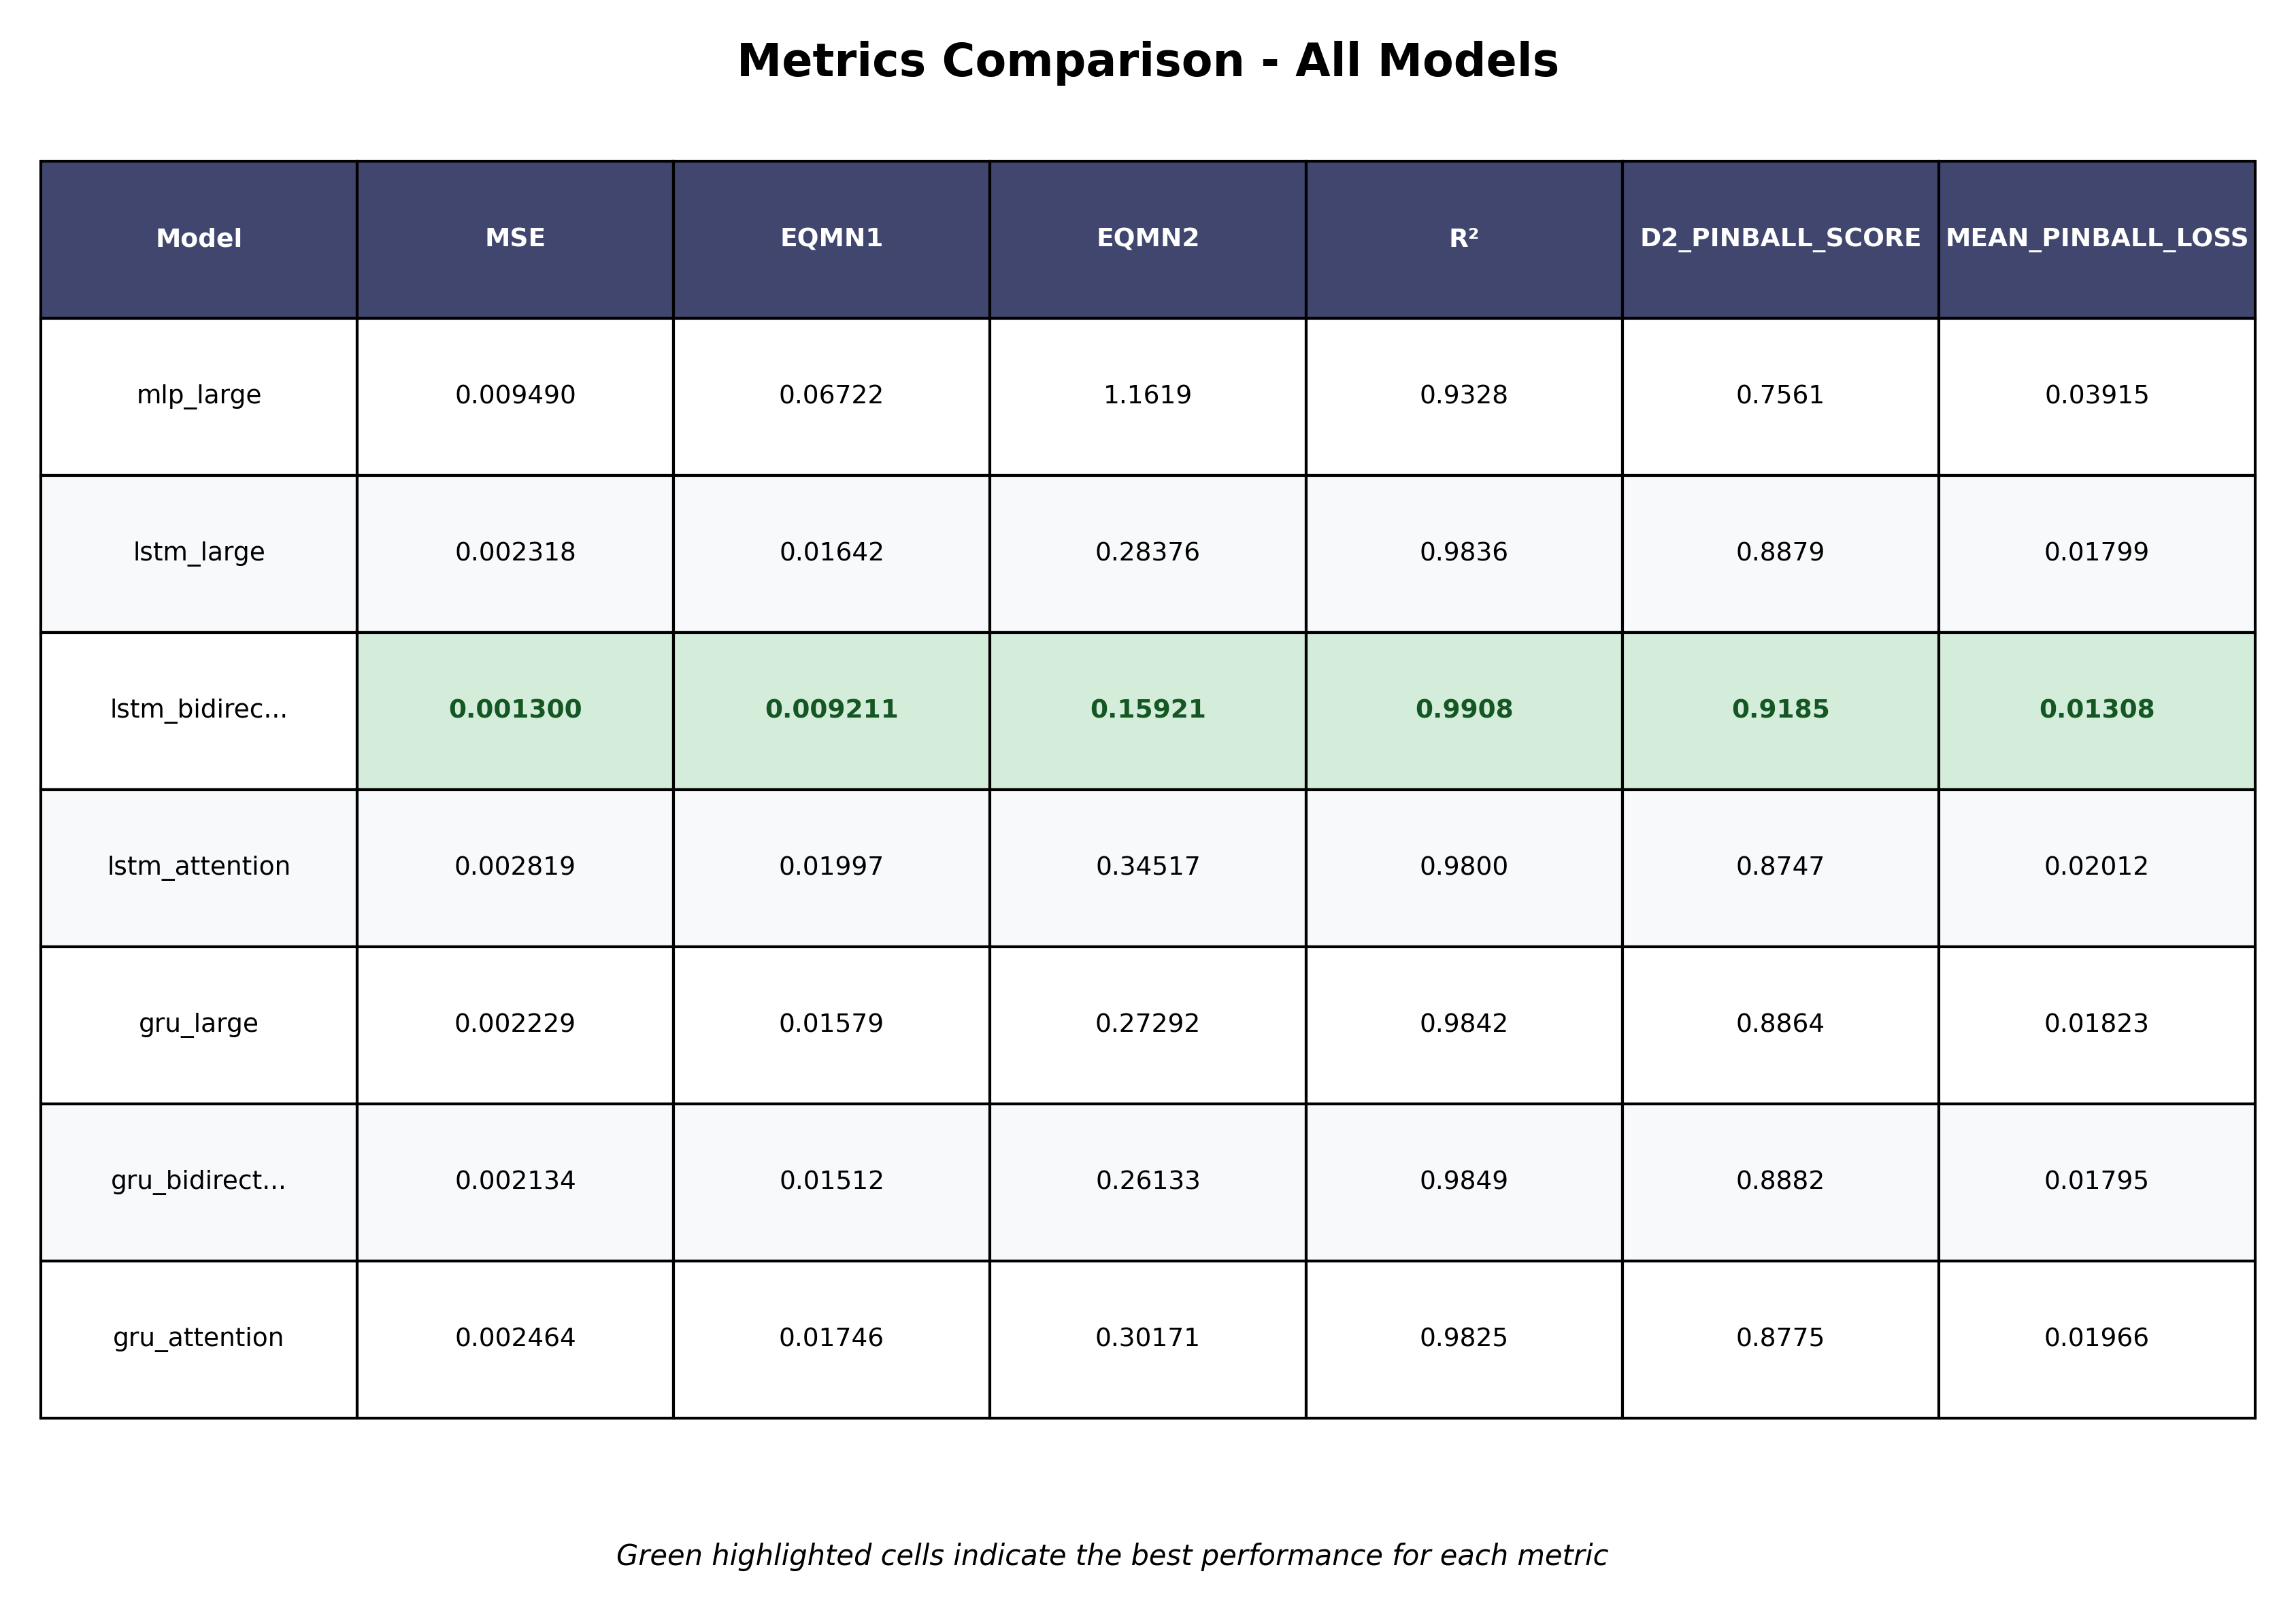 Metrics Comparison - All Models
Model MSE EQMN1 EQMN2 R² D2_PINBALL_SCORE MEAN_PINBALL_LOSS
mlp_large 0.009490 0.06722 1.1619 0.9328 0.7561 0.03915
lstm_large 0.002318 0.01642 0.28376 0.9836 0.8879 0.01799
lstm_bidirec... 0.001300 0.009211 0.15921 0.9908 0.9185 0.01308
lstm_attention 0.002819 0.01997 0.34517 0.9800 0.8747 0.02012
gru_large 0.002229 0.01579 0.27292 0.9842 0.8864 0.01823
gru_bidirect... 0.002134 0.01512 0.26133 0.9849 0.8882 0.01795
gru_attention 0.002464 0.01746 0.30171 0.9825 0.8775 0.01966
Green highlighted cells indicate the best performance for each metric